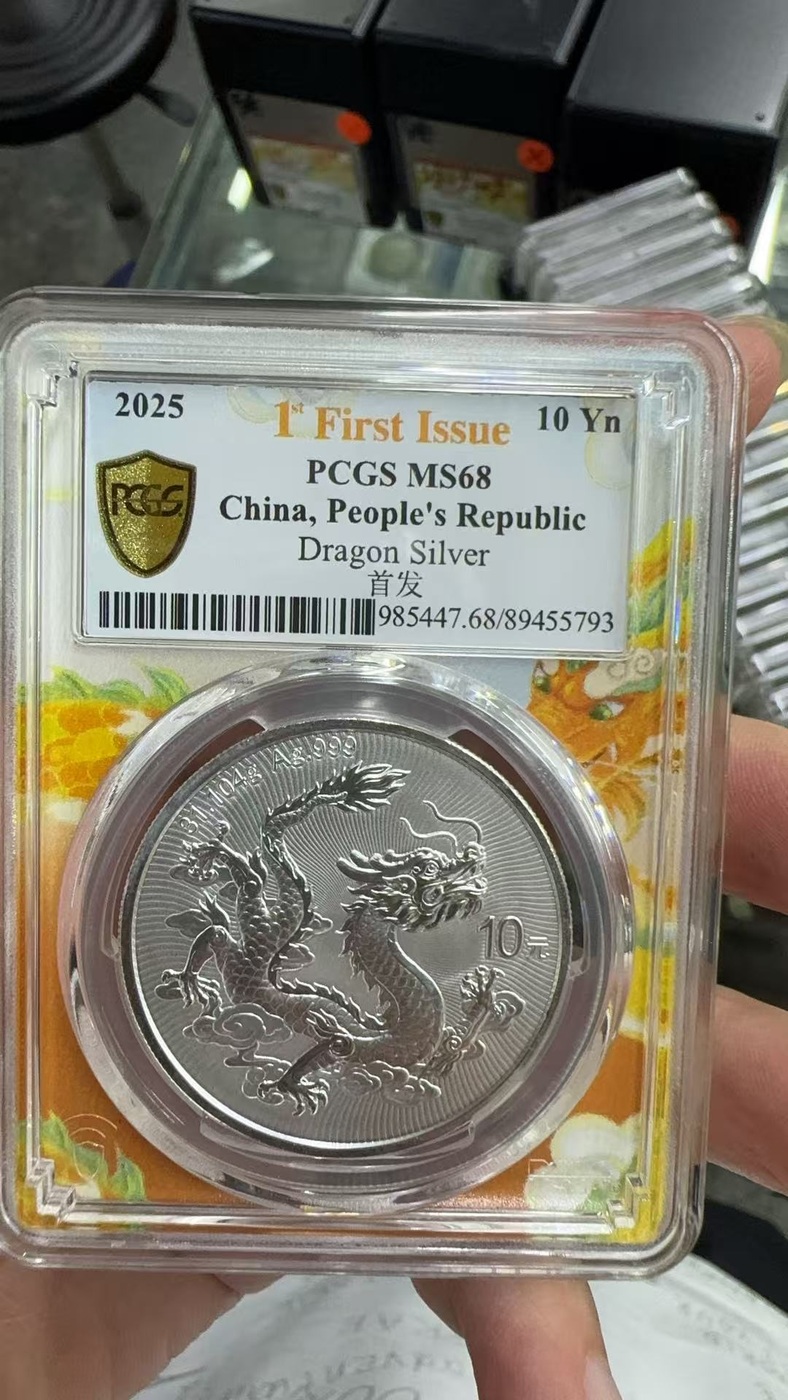 2025
1st First Issue
10 Yn
PCGS
PCGS MS68
China, People's Republic
Dragon Silver
首发
985447.68/89455793
31.104g Ag.999
10元